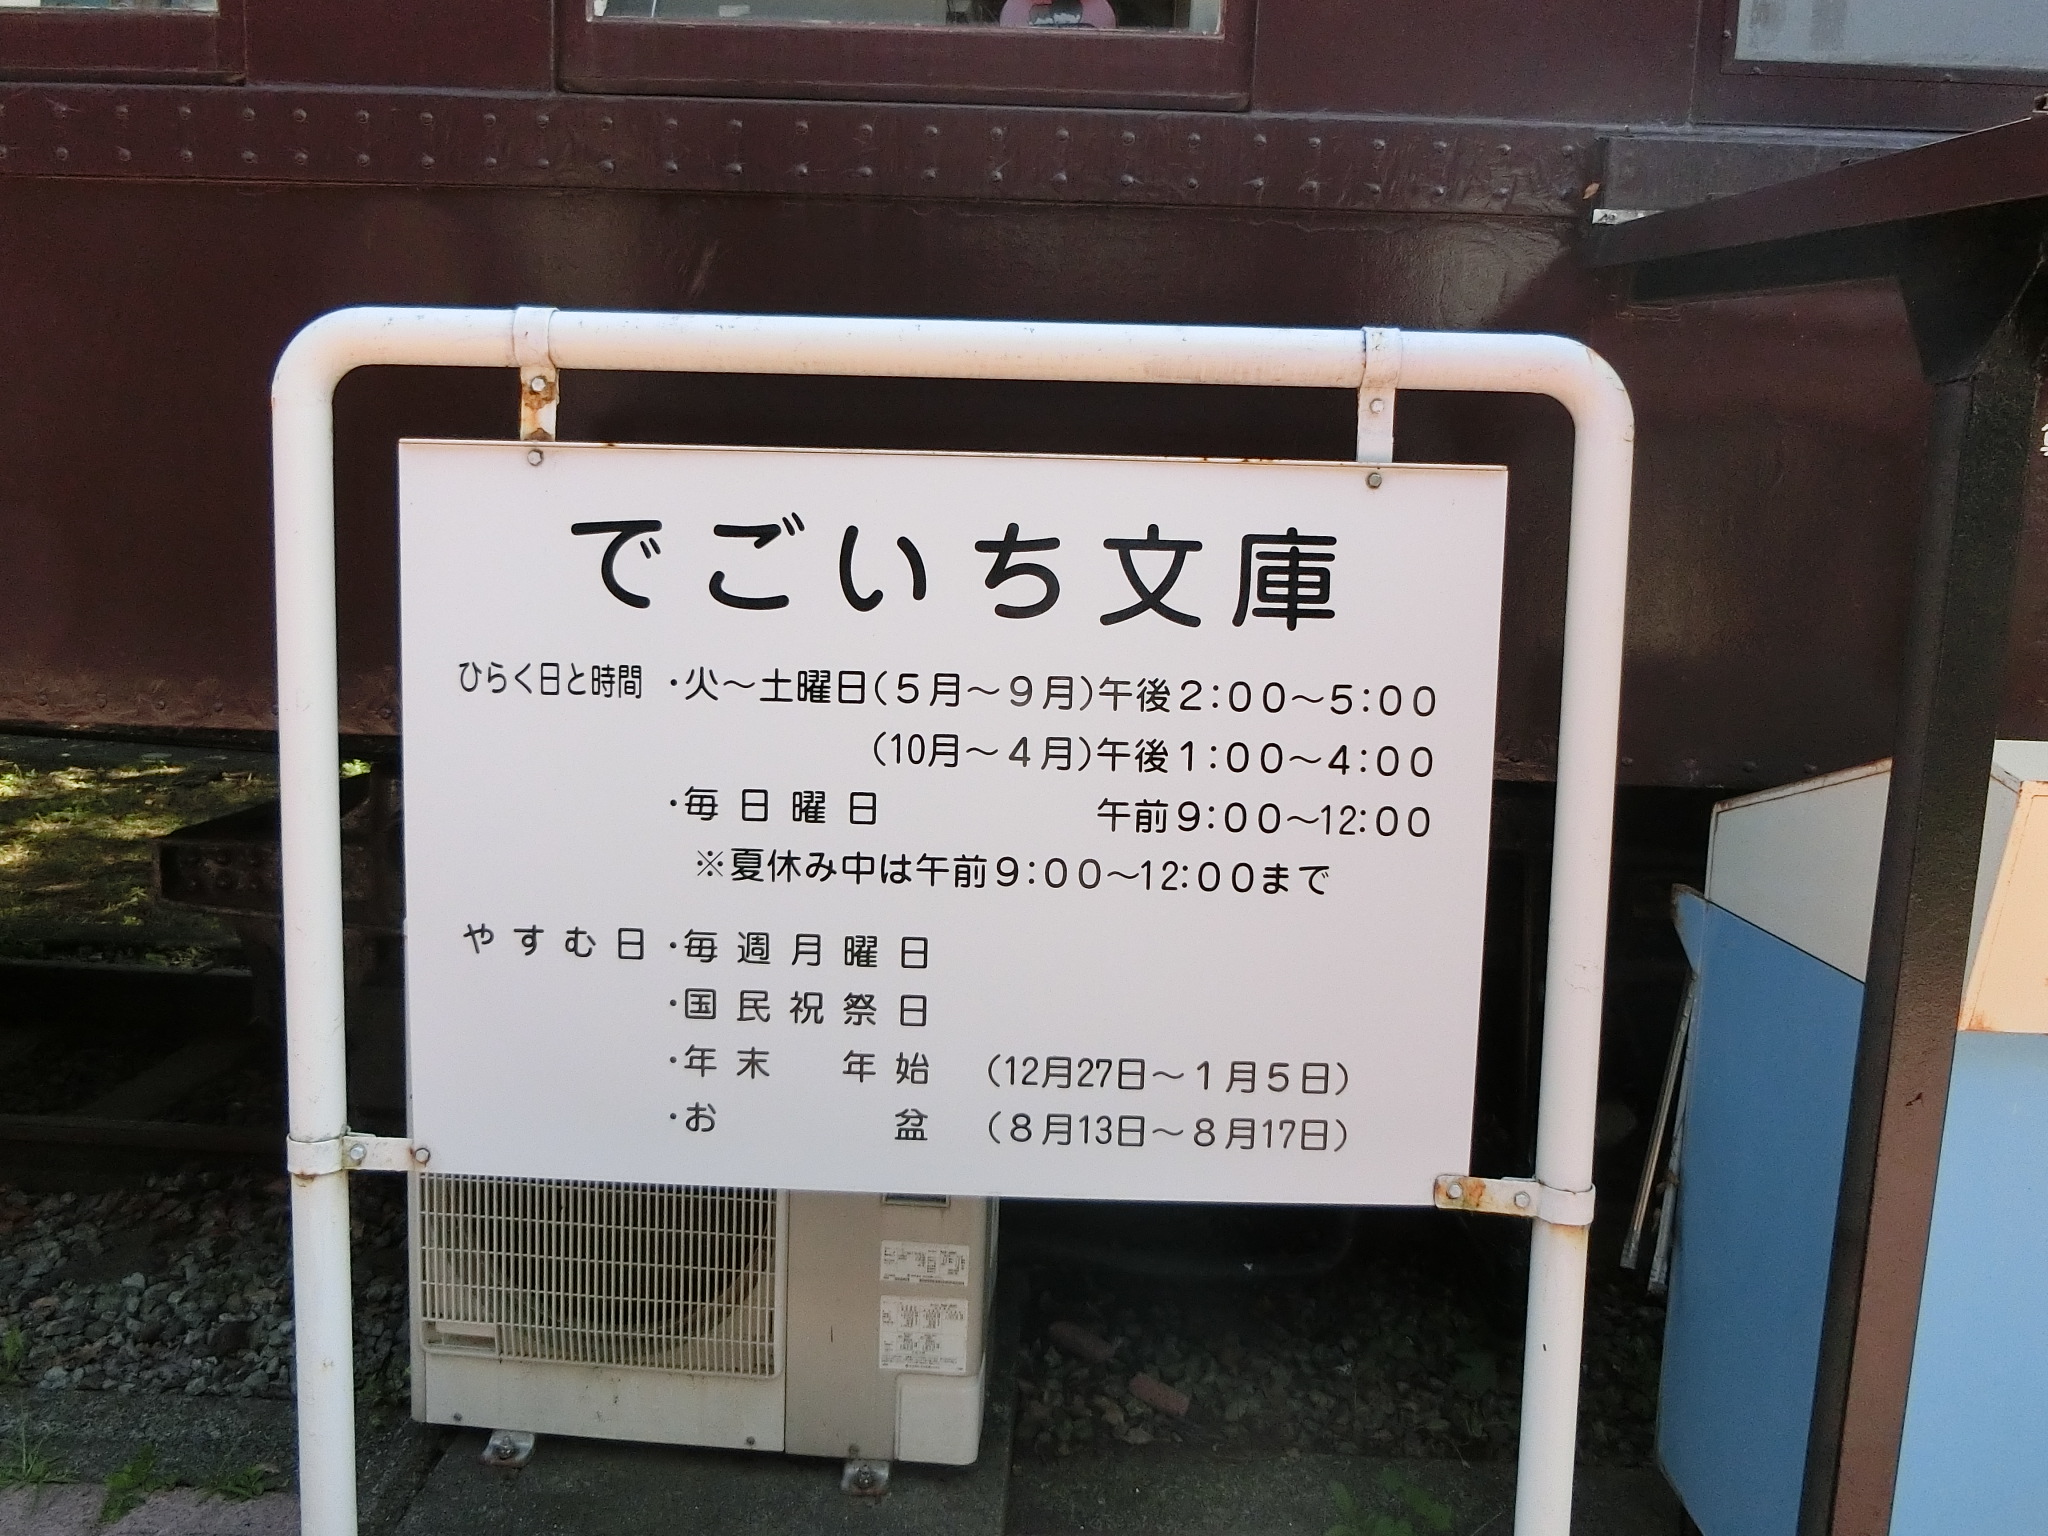 でごいち文庫
ひらく日と時間 ・火～土曜日(5月～9月)午後2:00～5:00
(10月～4月)午後1:00～4:00
・毎日曜日 午前9:00～12:00
※夏休み中は午前9:00～12:00まで
やすむ日 ・毎週月曜日
・国民祝祭日
・年末 年始 (12月27日～1月5日)
・お 盆 (8月13日～8月17日)